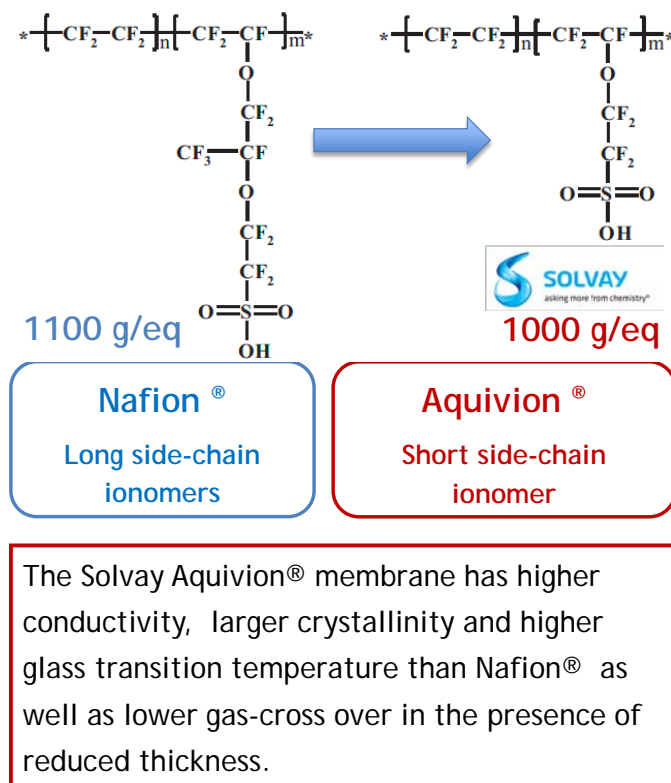 *-[CF2-CF2]n[CF2-CF]m*  *-[CF2-CF2]n[CF2-CF]m*
O  O
CF2  CF2
CF3-CF  CF2
O  O=S=O
CF2  OH
CF2
O=S=O
OH
SOLVAY
asking more from chemistry®
1100 g/eq  1000 g/eq
Nafion ®
Long side-chain
ionomers
Aquivion ®
Short side-chain
ionomer
The Solvay Aquivion® membrane has higher
conductivity, larger crystallinity and higher
glass transition temperature than Nafion® as
well as lower gas-cross over in the presence of
reduced thickness.